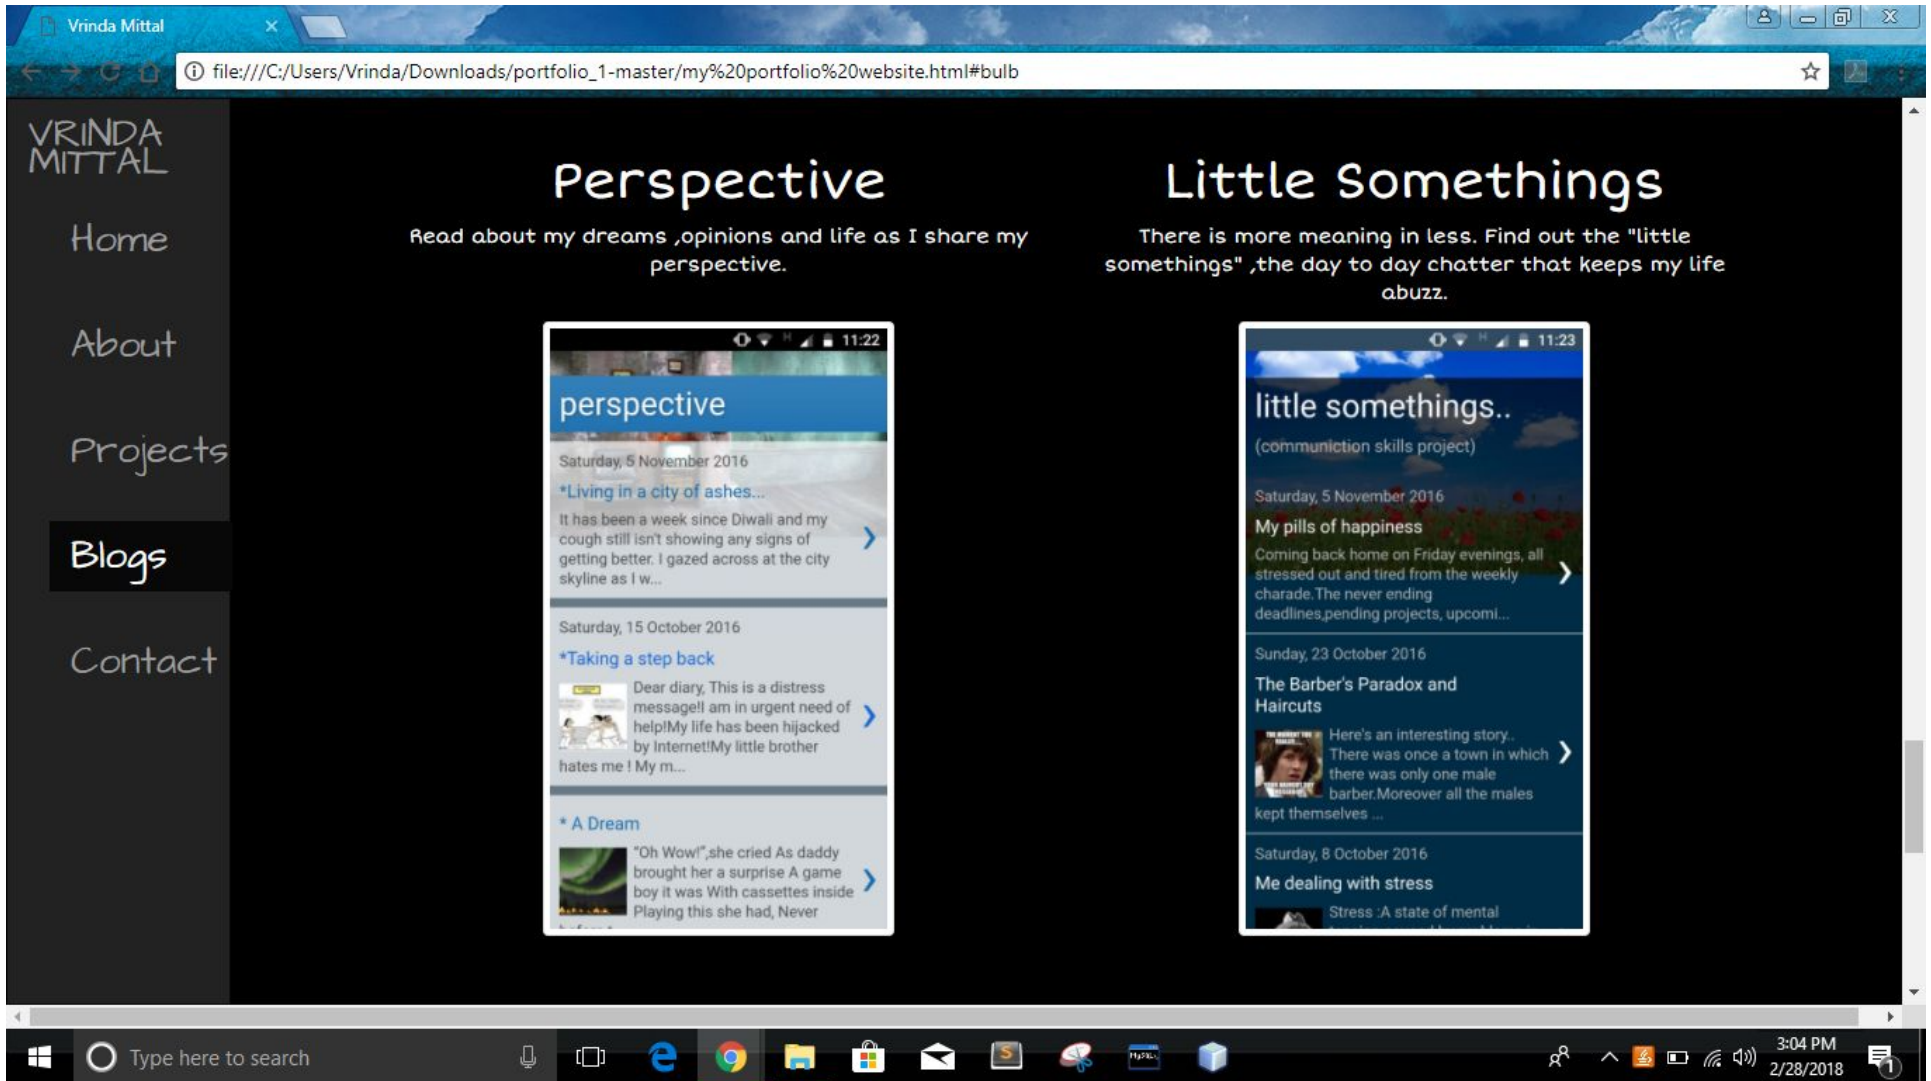 Vrinda Mittal
file:///C:/Users/Vrinda/Downloads/portfolio_1-master/my%20portfolio%20website.html#bulb
VRINDA
MITTAL
Home
About
Projects
Blogs
Contact
Perspective
Read about my dreams ,opinions and life as I share my
perspective.
11:22
perspective
Saturday, 5 November 2016
*Living in a city of ashes...
It has been a week since Diwali and my
cough still isn't showing any signs of
getting better. I gazed across at the city
skyline as I w...
Saturday, 15 October 2016
*Taking a step back
Dear diary, This is a distress
message!I am in urgent need of
help!My life has been hijacked
by Internet!My little brother
hates me ! My m...
* A Dream
"Oh Wow!",she cried As daddy
brought her a surprise A game
boy it was With cassettes inside
Playing this she had, Never
Little Somethings
There is more meaning in less. Find out the "little
somethings" ,the day to day chatter that keeps my life
abuzz.
H
11:23
little somethings..
(communiction skills project)
Saturday, 5 November 2016
My pills of happiness
Coming back home on Friday evenings, all
stressed out and tired from the weekly
charade.The never ending
deadlines,pending projects, upcomi...
Sunday, 23 October 2016
The Barber's Paradox and
Haircuts
Here's an interesting story..
There was once a town in which
there was only one male
barber.Moreover all the males
kept themselves ...
Saturday, 8 October 2016
Me dealing with stress
Stress :A state of mental
Type here to search
3:04 PM
2/28/2018
1